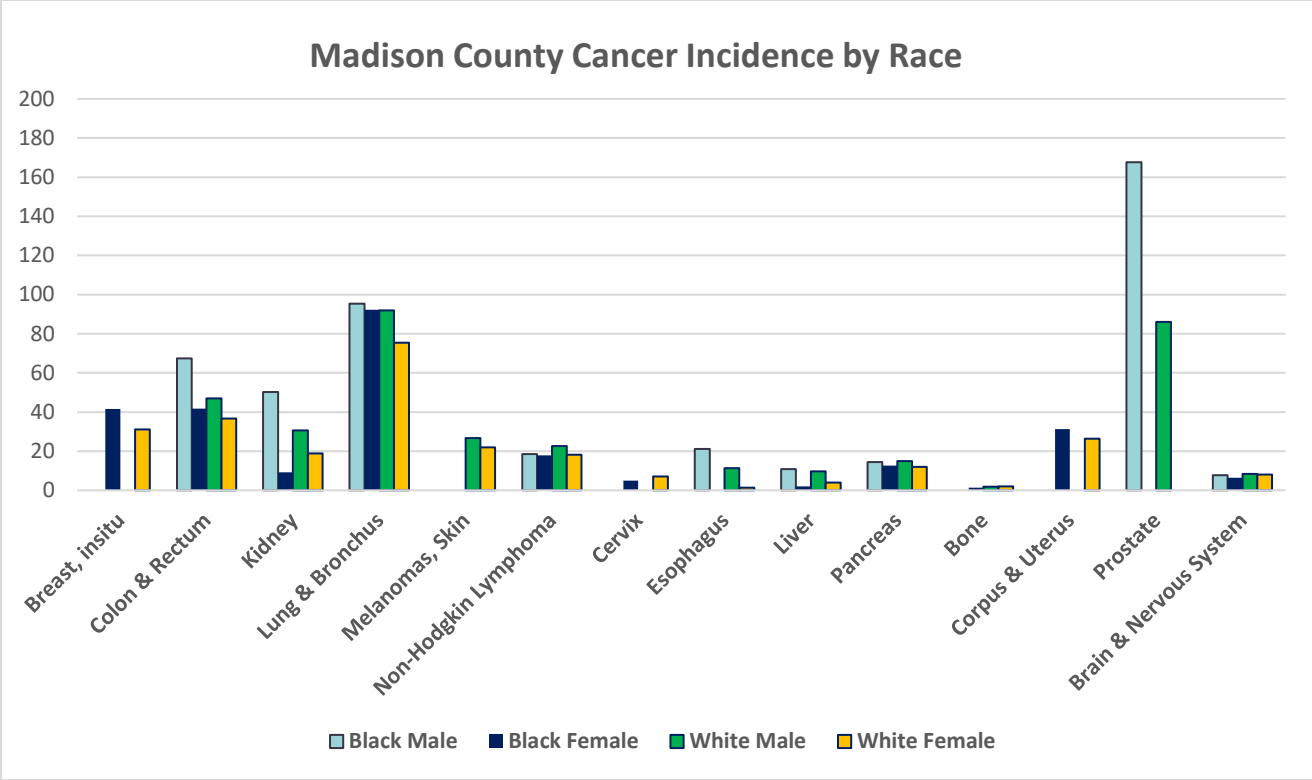 Madison County Cancer Incidence by Race
200
180
160
140
120
100
80
60
40
20
0
Breast, insitu
Colon & Rectum
Kidney
Lung & Bronchus
Melanomas, Skin
Non-Hodgkin Lymphoma
Cervix
Esophagus
Liver
Pancreas
Bone
Corpus & Uterus
Prostate
Brain & Nervous System
Black Male Black Female White Male White Female